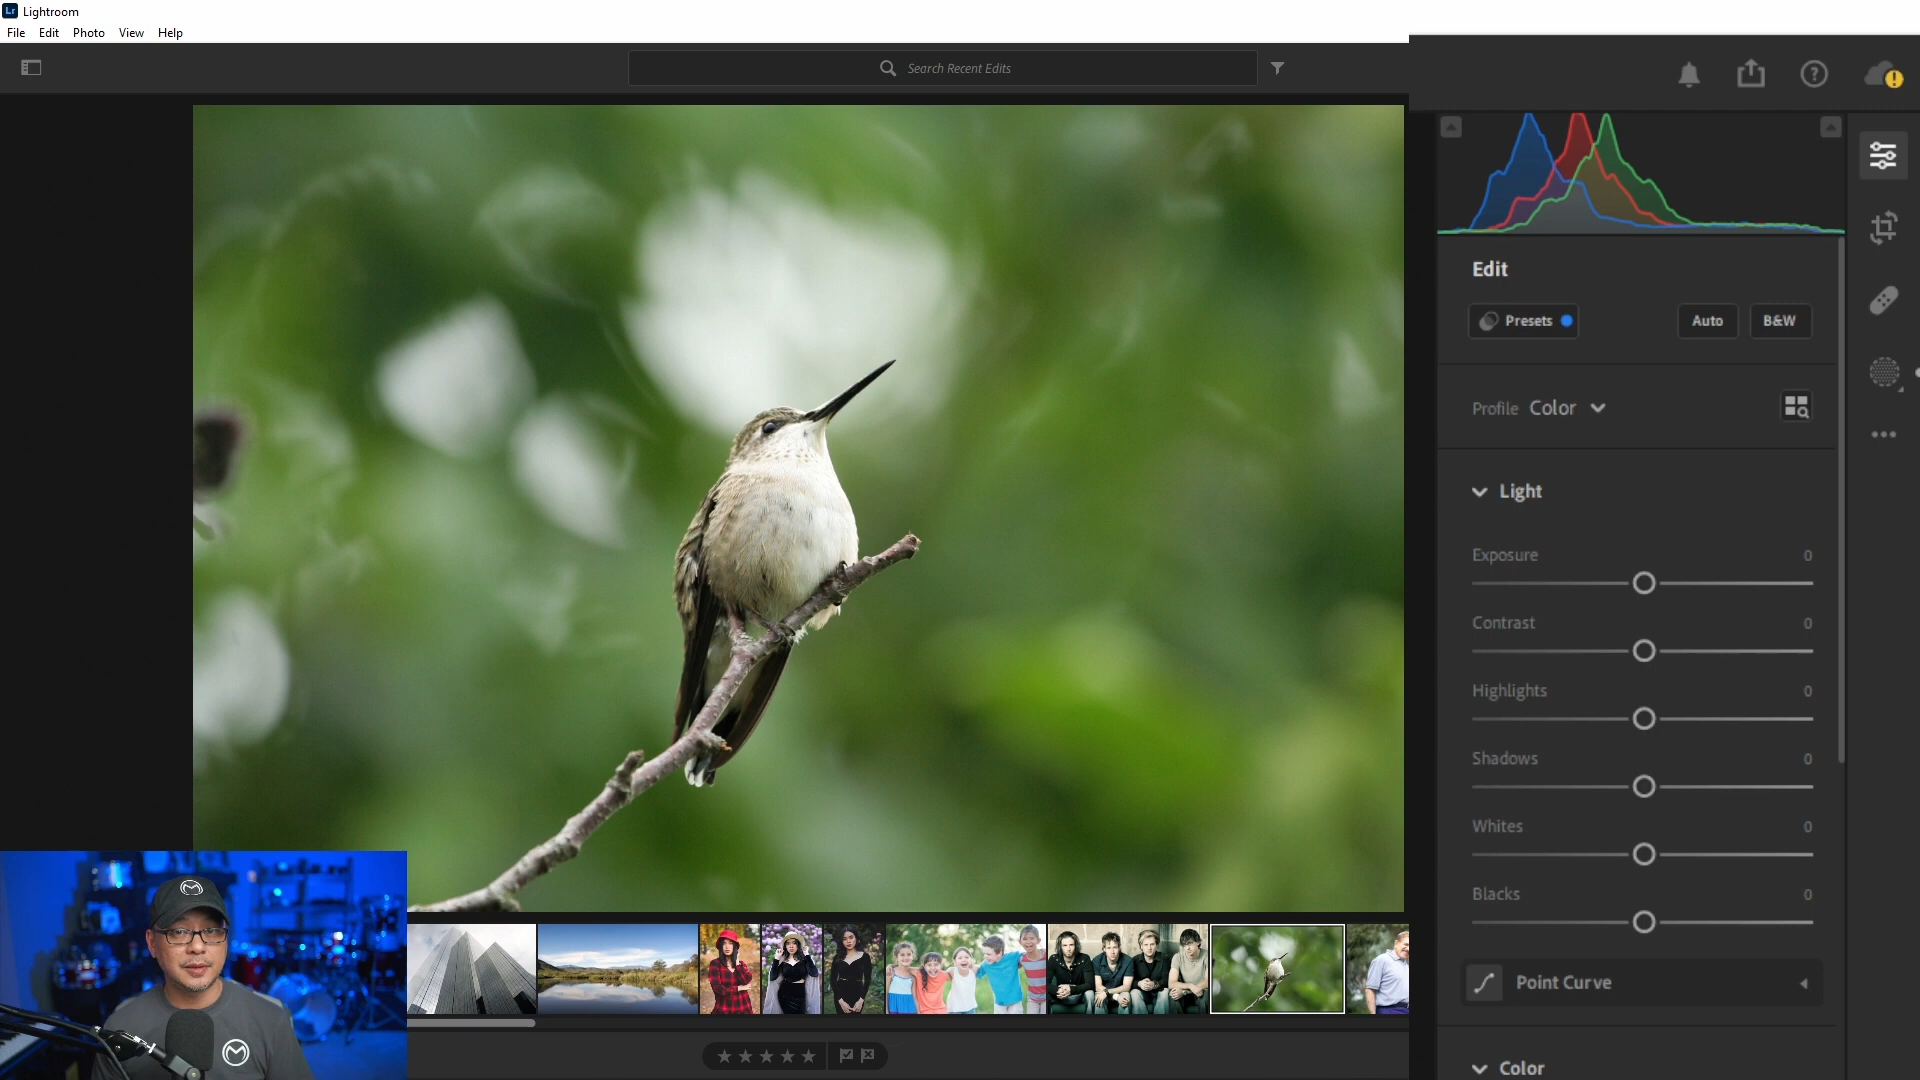 Lr Lightroom
File Edit Photo View Help
Search Recent Edits
Edit
Presets Auto B&W
Profile Color
Light
Exposure 0
Contrast 0
Highlights 0
Shadows 0
Whites 0
Blacks 0
Point Curve
Color